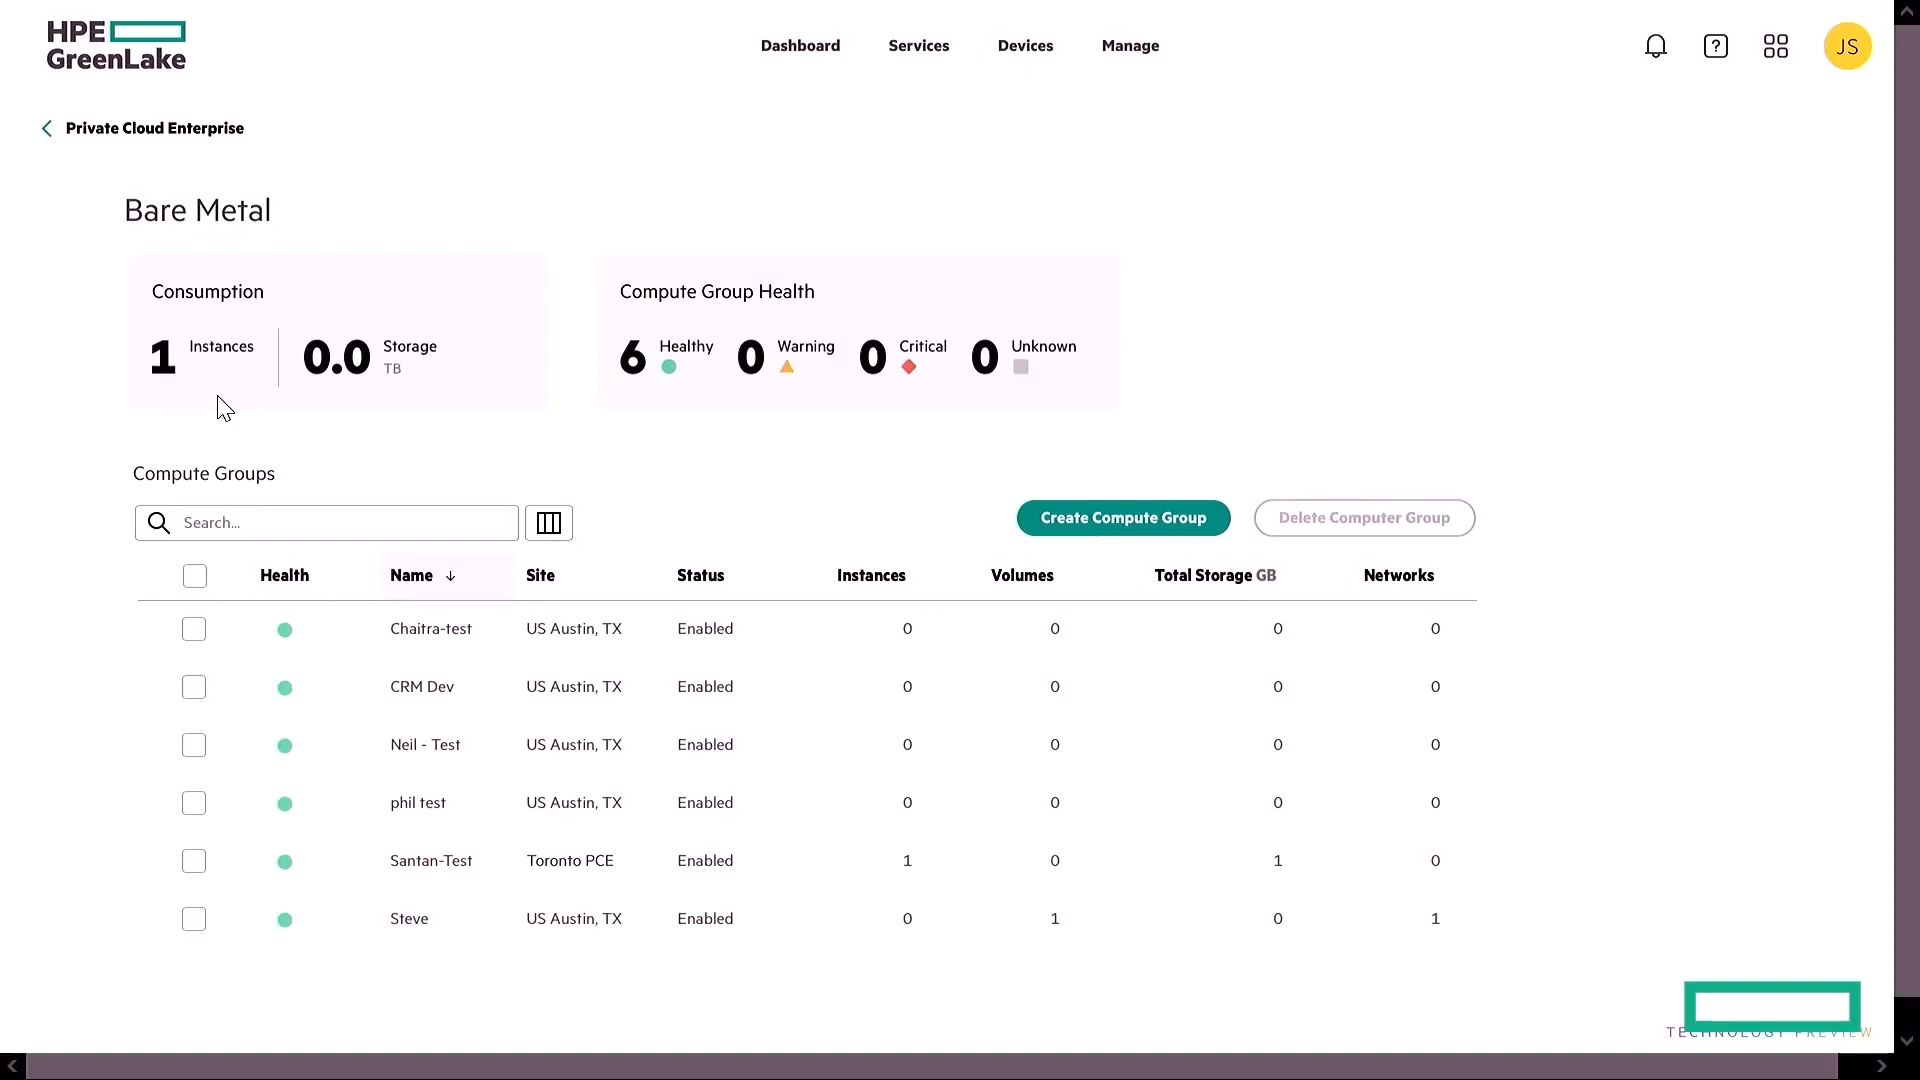 HPE
GreenLake
Dashboard Services Devices Manage
JS
Private Cloud Enterprise
Bare Metal
Consumption
1 Instances 0.0 Storage TB
Compute Group Health
6 Healthy 0 Warning 0 Critical 0 Unknown
Compute Groups
Search...
Create Compute Group Delete Computer Group
Health Name Site Status Instances Volumes Total Storage GB Networks
Chaitra-test US Austin, TX Enabled 0 0 0 0
CRM Dev US Austin, TX Enabled 0 0 0 0
Neil - Test US Austin, TX Enabled 0 0 0 0
phil test US Austin, TX Enabled 0 0 0 0
Santan-Test Toronto PCE Enabled 1 0 1 0
Steve US Austin, TX Enabled 0 1 0 1
TECHNOLOGY PREVIEW